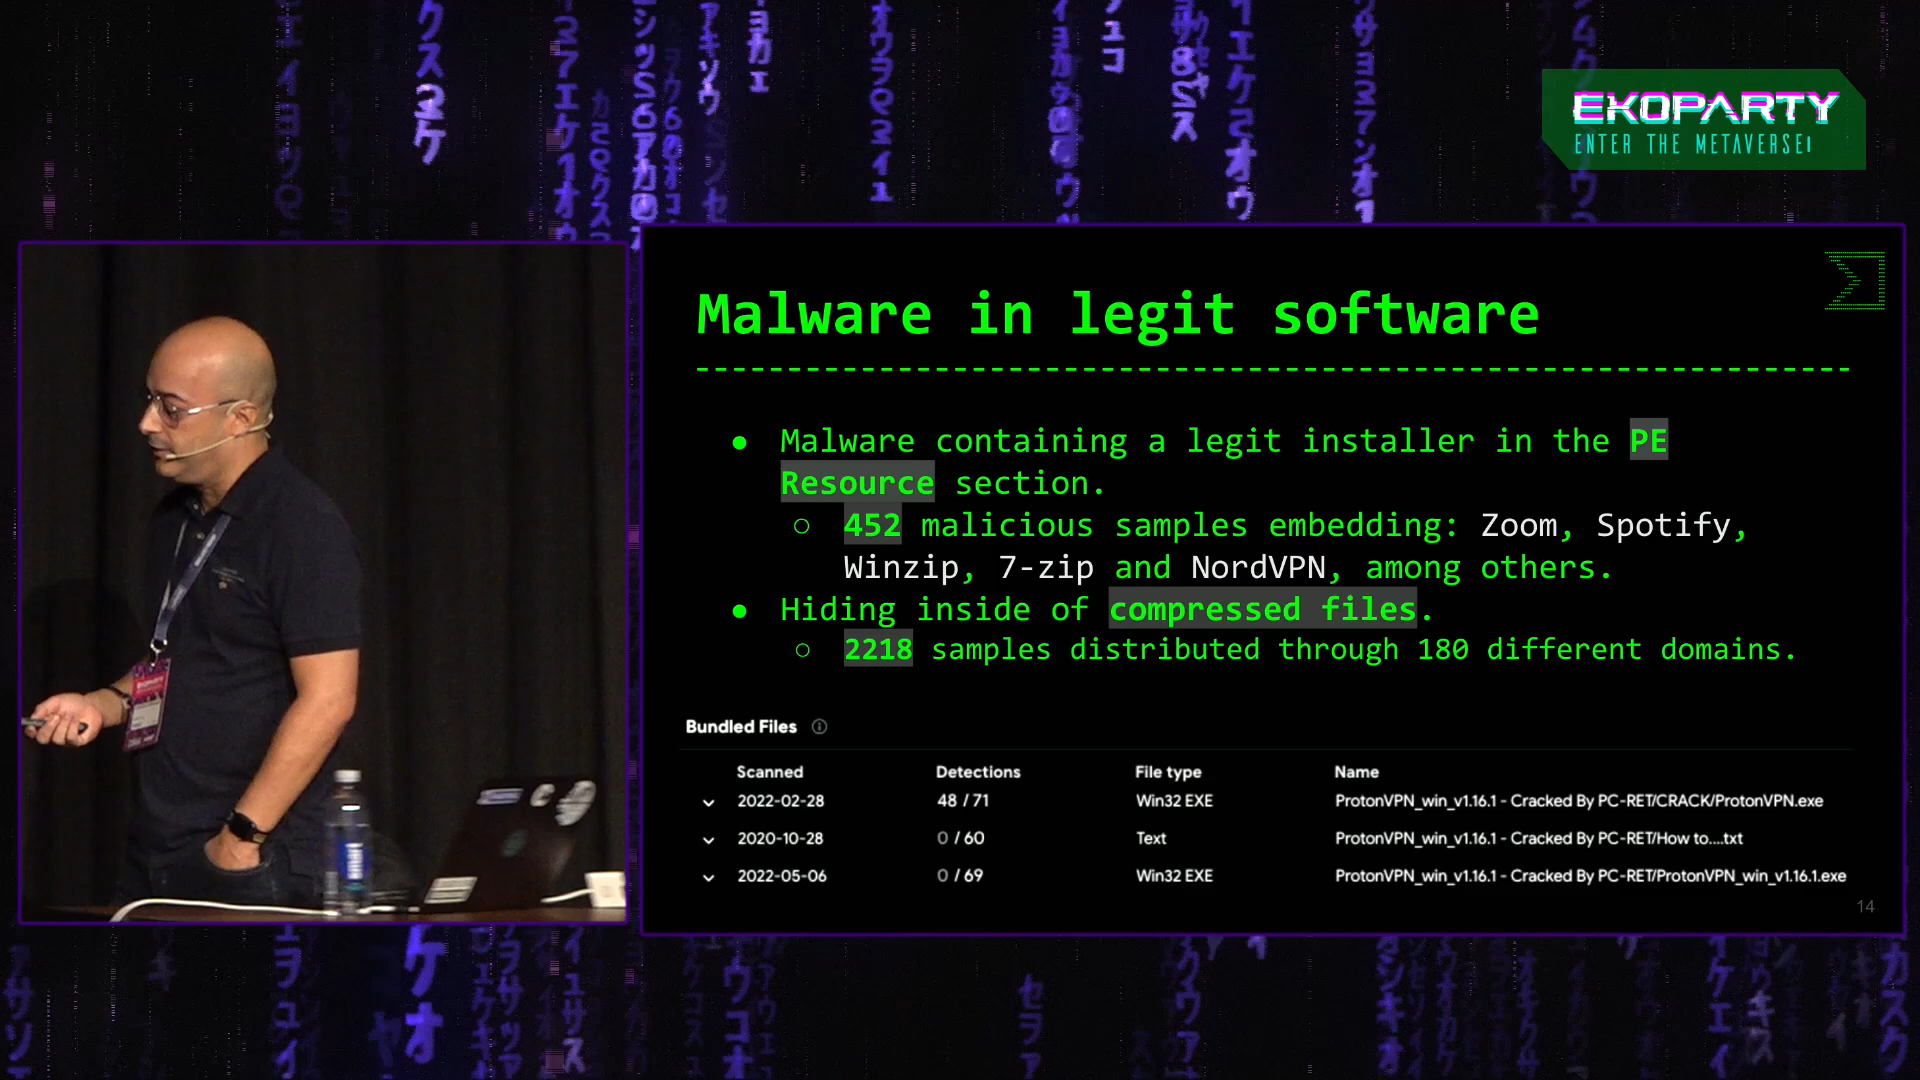 EKOPARTY
ENTER THE METAVERSE!
Malware in legit software
● Malware containing a legit installer in the PE
Resource section.
○ 452 malicious samples embedding: Zoom, Spotify,
Winzip, 7-zip and NordVPN, among others.
● Hiding inside of compressed files.
○ 2218 samples distributed through 180 different domains.
Bundled Files
Scanned Detections File type Name
2022-02-28 48 / 71 Win32 EXE ProtonVPN_win_v1.16.1 - Cracked By PC-RET/CRACK/ProtonVPN.exe
2020-10-28 0 / 60 Text ProtonVPN_win_v1.16.1 - Cracked By PC-RET/How to....txt
2022-05-06 0 / 69 Win32 EXE ProtonVPN_win_v1.16.1 - Cracked By PC-RET/ProtonVPN_win_v1.16.1.exe
14